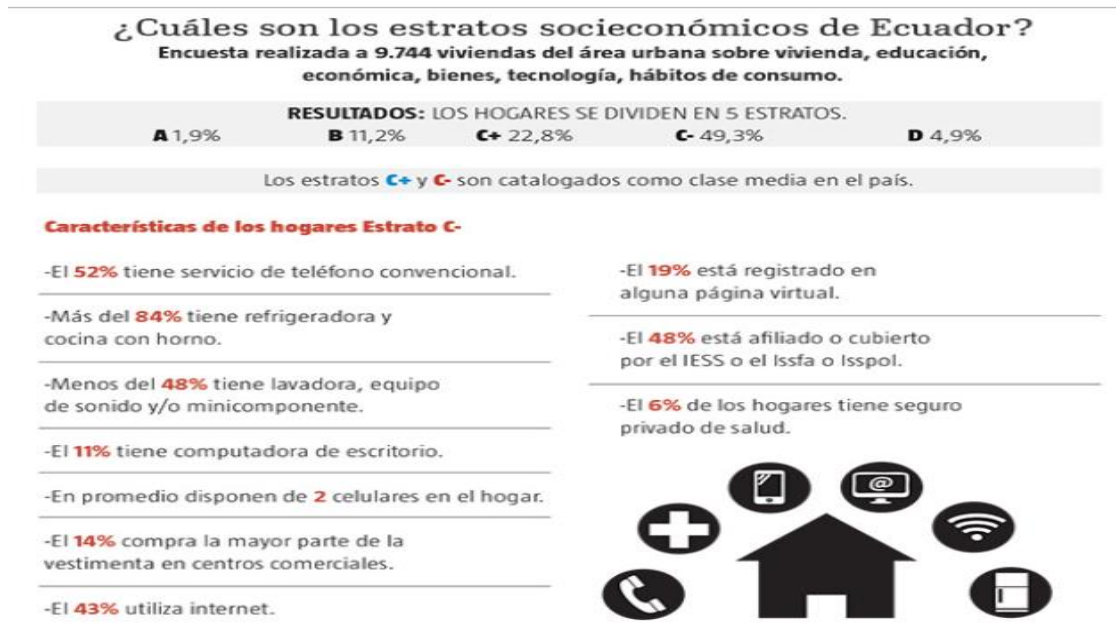 ¿Cuáles son los estratos socieconómicos de Ecuador?
Encuesta realizada a 9.744 viviendas del área urbana sobre vivienda, educación,
económica, bienes, tecnología, hábitos de consumo.
RESULTADOS: LOS HOGARES SE DIVIDEN EN 5 ESTRATOS.
A 1,9% B 11,2% C+ 22,8% C- 49,3% D 4,9%
Los estratos C+ y C- son catalogados como clase media en el país.
Características de los hogares Estrato C-
-El 52% tiene servicio de teléfono convencional.
-Más del 84% tiene refrigeradora y
cocina con horno.
-Menos del 48% tiene lavadora, equipo
de sonido y/o minicomponente.
-El 11% tiene computadora de escritorio.
-En promedio disponen de 2 celulares en el hogar.
-El 14% compra la mayor parte de la
vestimenta en centros comerciales.
-El 43% utiliza internet.
-El 19% está registrado en
alguna página virtual.
-El 48% está afiliado o cubierto
por el IESS o el Issfa o Isspol.
-El 6% de los hogares tiene seguro
privado de salud.
@